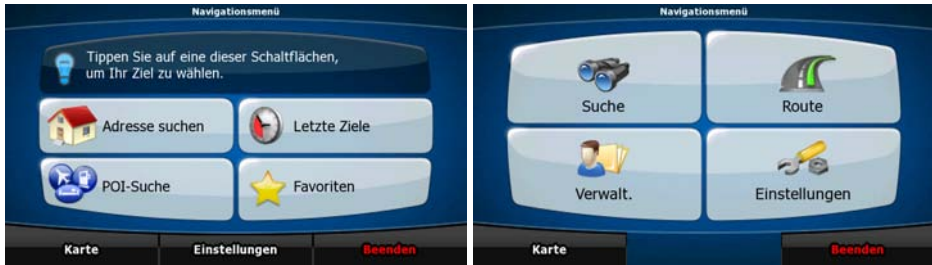 Navigationsmenü
Tippen Sie auf eine dieser Schaltflächen,
um Ihr Ziel zu wählen.
Adresse suchen
Letzte Ziele
POI-Suche
Favoriten
Karte
Einstellungen
Beenden
Navigationsmenü
Suche
Route
Verwalt.
Einstellungen
Karte
Beenden